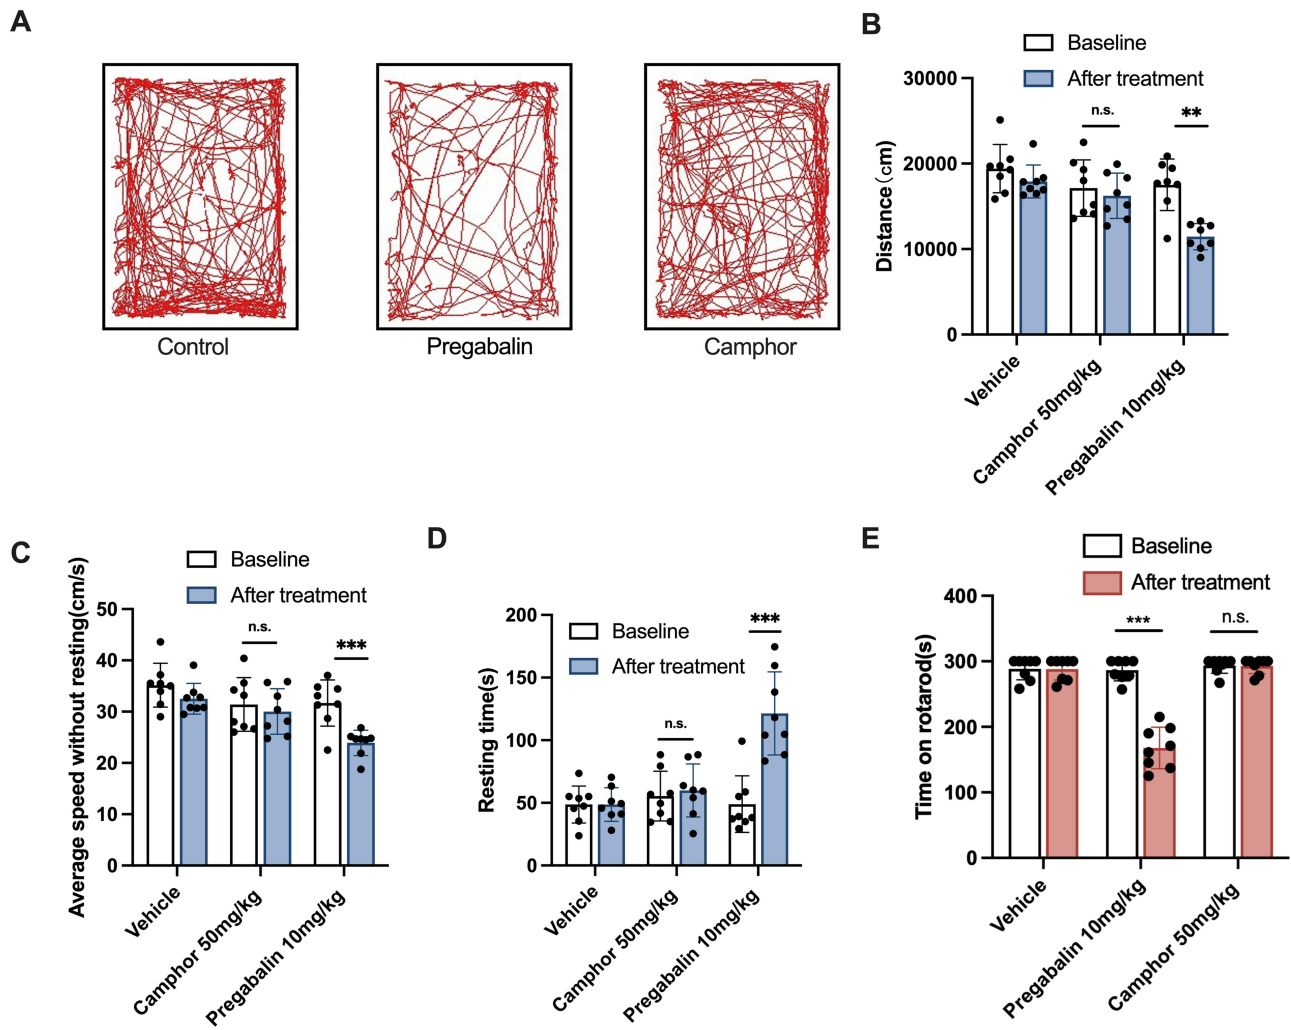 A
Control
Pregabalin
Camphor
B
Baseline
After treatment
Distance (cm)
30000
20000
10000
0
n.s.
**
Vehicle
Camphor 50mg/kg
Pregabalin 10mg/kg
C
Baseline
After treatment
Average speed without resting(cm/s)
50
40
30
20
10
0
n.s.
***
Vehicle
Camphor 50mg/kg
Pregabalin 10mg/kg
D
Baseline
After treatment
Resting time(s)
200
150
100
50
0
n.s.
***
Vehicle
Camphor 50mg/kg
Pregabalin 10mg/kg
E
Baseline
After treatment
Time on rotarod(s)
400
300
200
100
0
***
n.s.
Vehicle
Pregabalin 10mg/kg
Camphor 50mg/kg